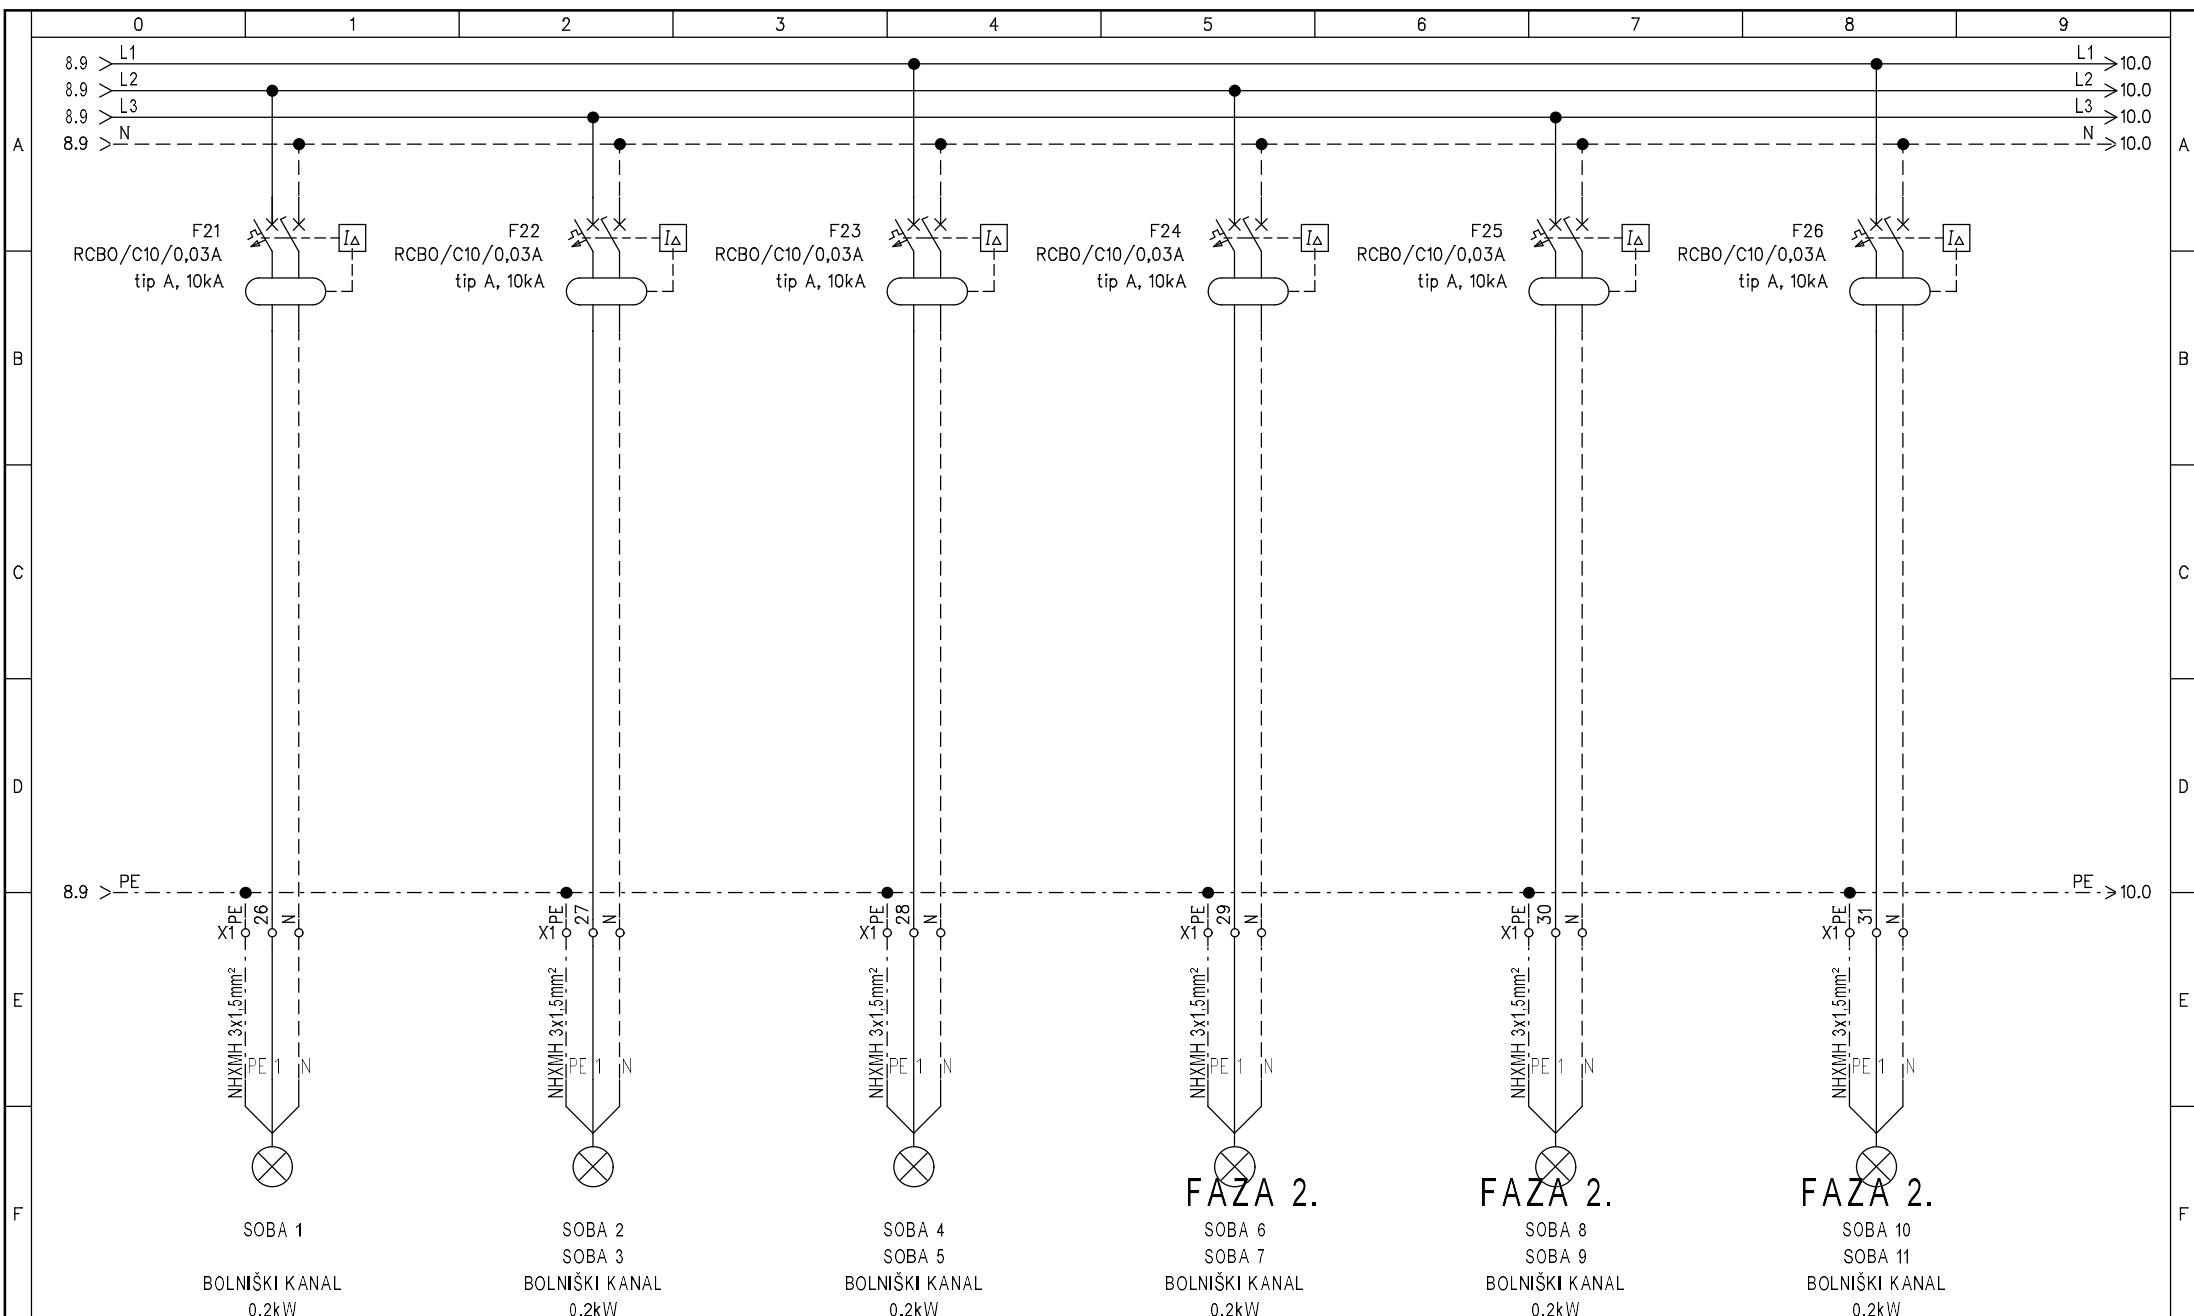 0 1 2 3 4 5 6 7 8 9
8.9 L1 L1 10.0
8.9 L2 L2 10.0
8.9 L3 L3 10.0
A 8.9 N N 10.0 A
F21 F22 F23 F24 F25 F26
I∆ I∆ I∆ I∆ I∆ I∆
RCBO/C10/0,03A RCBO/C10/0,03A RCBO/C10/0,03A RCBO/C10/0,03A RCBO/C10/0,03A RCBO/C10/0,03A
tip A, 10kA tip A, 10kA tip A, 10kA tip A, 10kA tip A, 10kA tip A, 10kA
B B
C C
D D
8.9 PE PE 10.0
PE 26 N PE 27 N PE 28 N PE 29 N PE 30 N PE 31 N
X1 X1 X1 X1 X1 X1
E E
NHXMH 3x1,5mm² NHXMH 3x1,5mm² NHXMH 3x1,5mm² NHXMH 3x1,5mm² NHXMH 3x1,5mm² NHXMH 3x1,5mm²
PE 1 N PE 1 N PE 1 N PE 1 N PE 1 N PE 1 N
FAZA 2. FAZA 2. FAZA 2.
F F
SOBA 1 SOBA 2 SOBA 4 SOBA 6 SOBA 8 SOBA 10
SOBA 3 SOBA 5 SOBA 7 SOBA 9 SOBA 11
BOLNIŠKI KANAL BOLNIŠKI KANAL BOLNIŠKI KANAL BOLNIŠKI KANAL BOLNIŠKI KANAL BOLNIŠKI KANAL
0.2kW 0.2kW 0.2kW 0.2kW 0.2kW 0.2kW